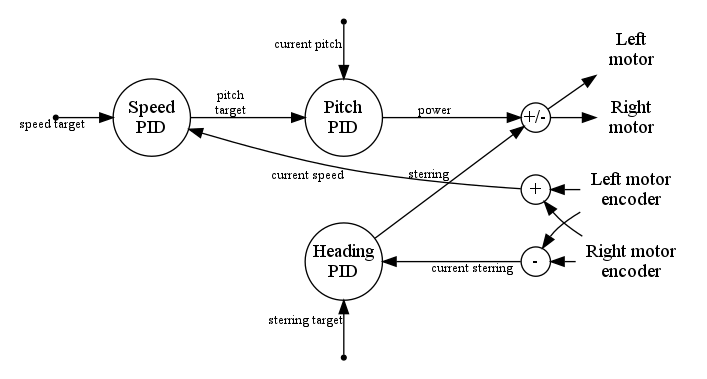 current pitch
Left
motor
Speed
PID
pitch
target
Pitch
PID
power
+/-
Right
motor
speed target
current speed
sterring
+
Left motor
encoder
Heading
PID
current sterring
-
Right motor
encoder
sterring target